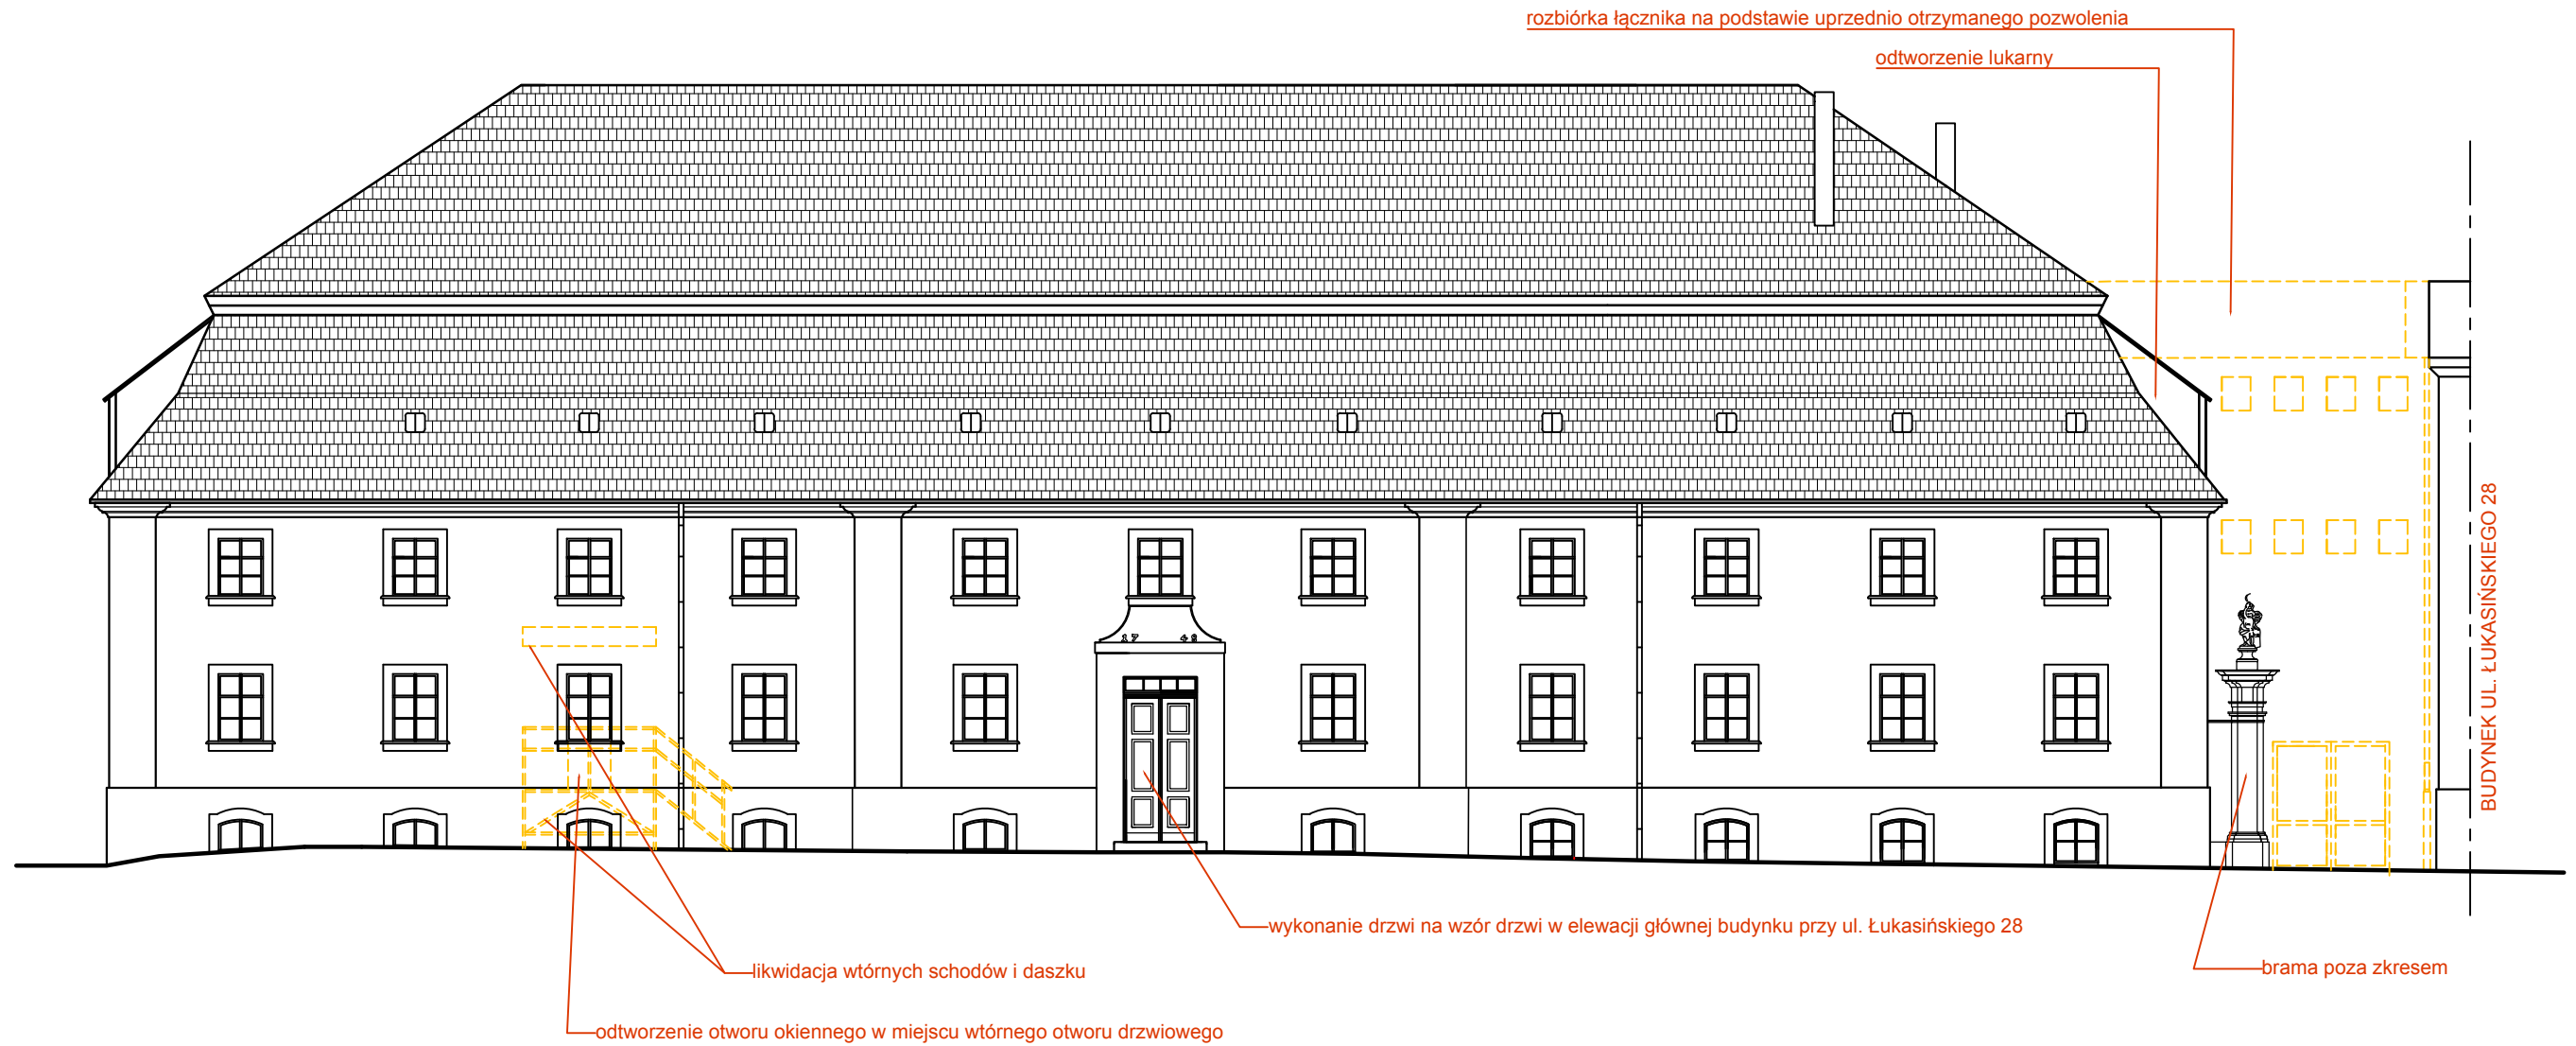 rozbiórka łącznika na podstawie uprzednio otrzymanego pozwolenia
odtworzenie lukarny
BUDYNEK UL. ŁUKASIŃSKIEGO 28
17 49
wykonanie drzwi na wzór drzwi w elewacji głównej budynku przy ul. Łukasińskiego 28
likwidacja wtórnych schodów i daszku
brama poza zkresem
odtworzenie otworu okiennego w miejscu wtórnego otworu drzwiowego